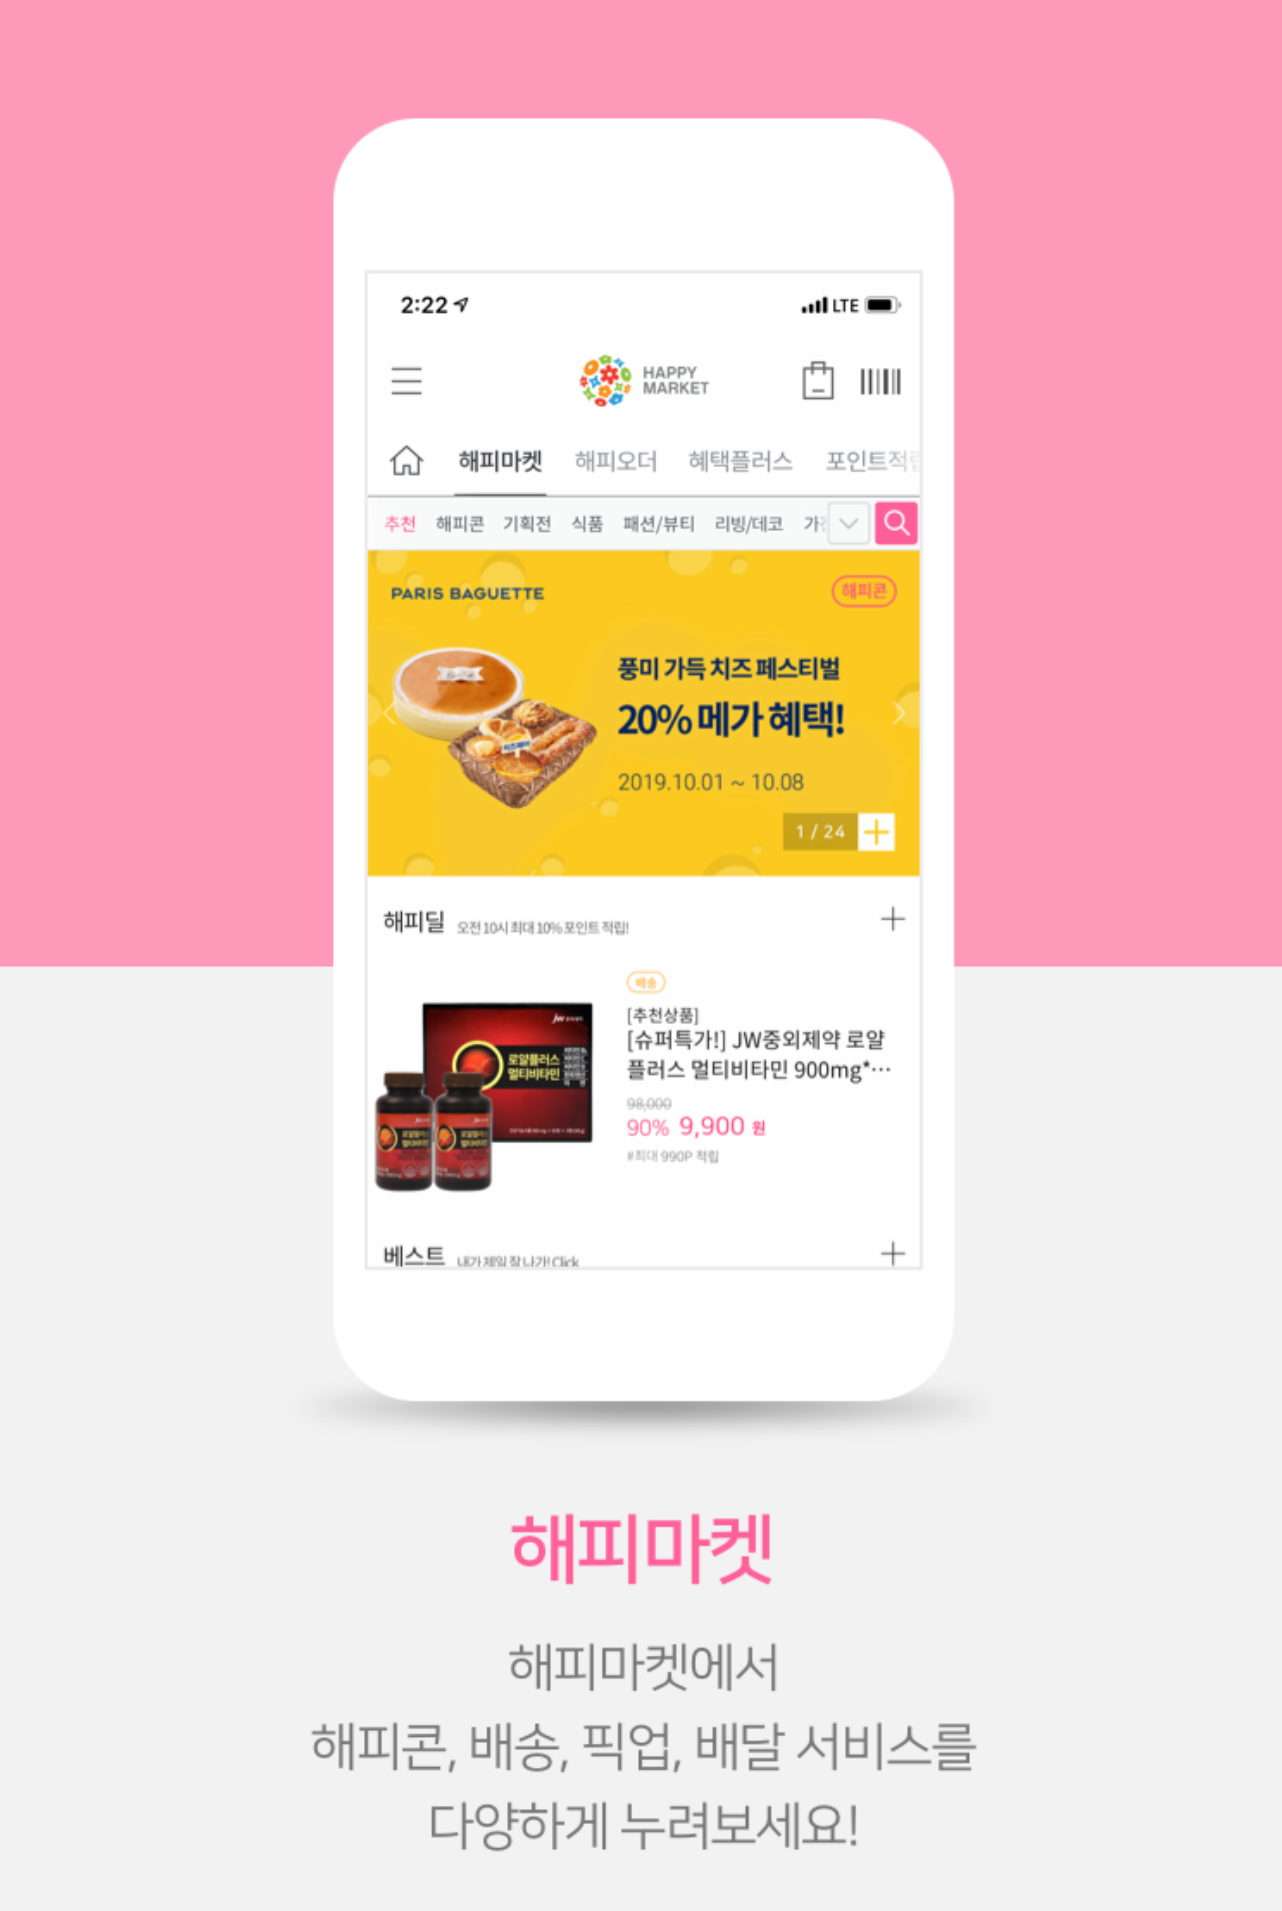 2:22 LTE
HAPPY
MARKET
해피마켓 해피오더 혜택플러스 포인트적립
추천 해피콘 기획전 식품 패션/뷰티 리빙/데코
PARIS BAGUETTE 해피콘
풍미 가득 치즈 페스티벌
20% 메가 혜택!
2019.10.01 ~ 10.08
1 / 24
해피딜 오전 10시 최대 10% 포인트 적립!
배송
[추천상품]
[슈퍼특가!] JW중외제약 로얄
플러스 멀티비타민 900mg*···
98,000
90% 9,900 원
#최대 990P 적립
로얄플러스
멀티비타민
베스트 내가 제일 잘 나가! Click
해피마켓
해피마켓에서
해피콘, 배송, 픽업, 배달 서비스를
다양하게 누려보세요!